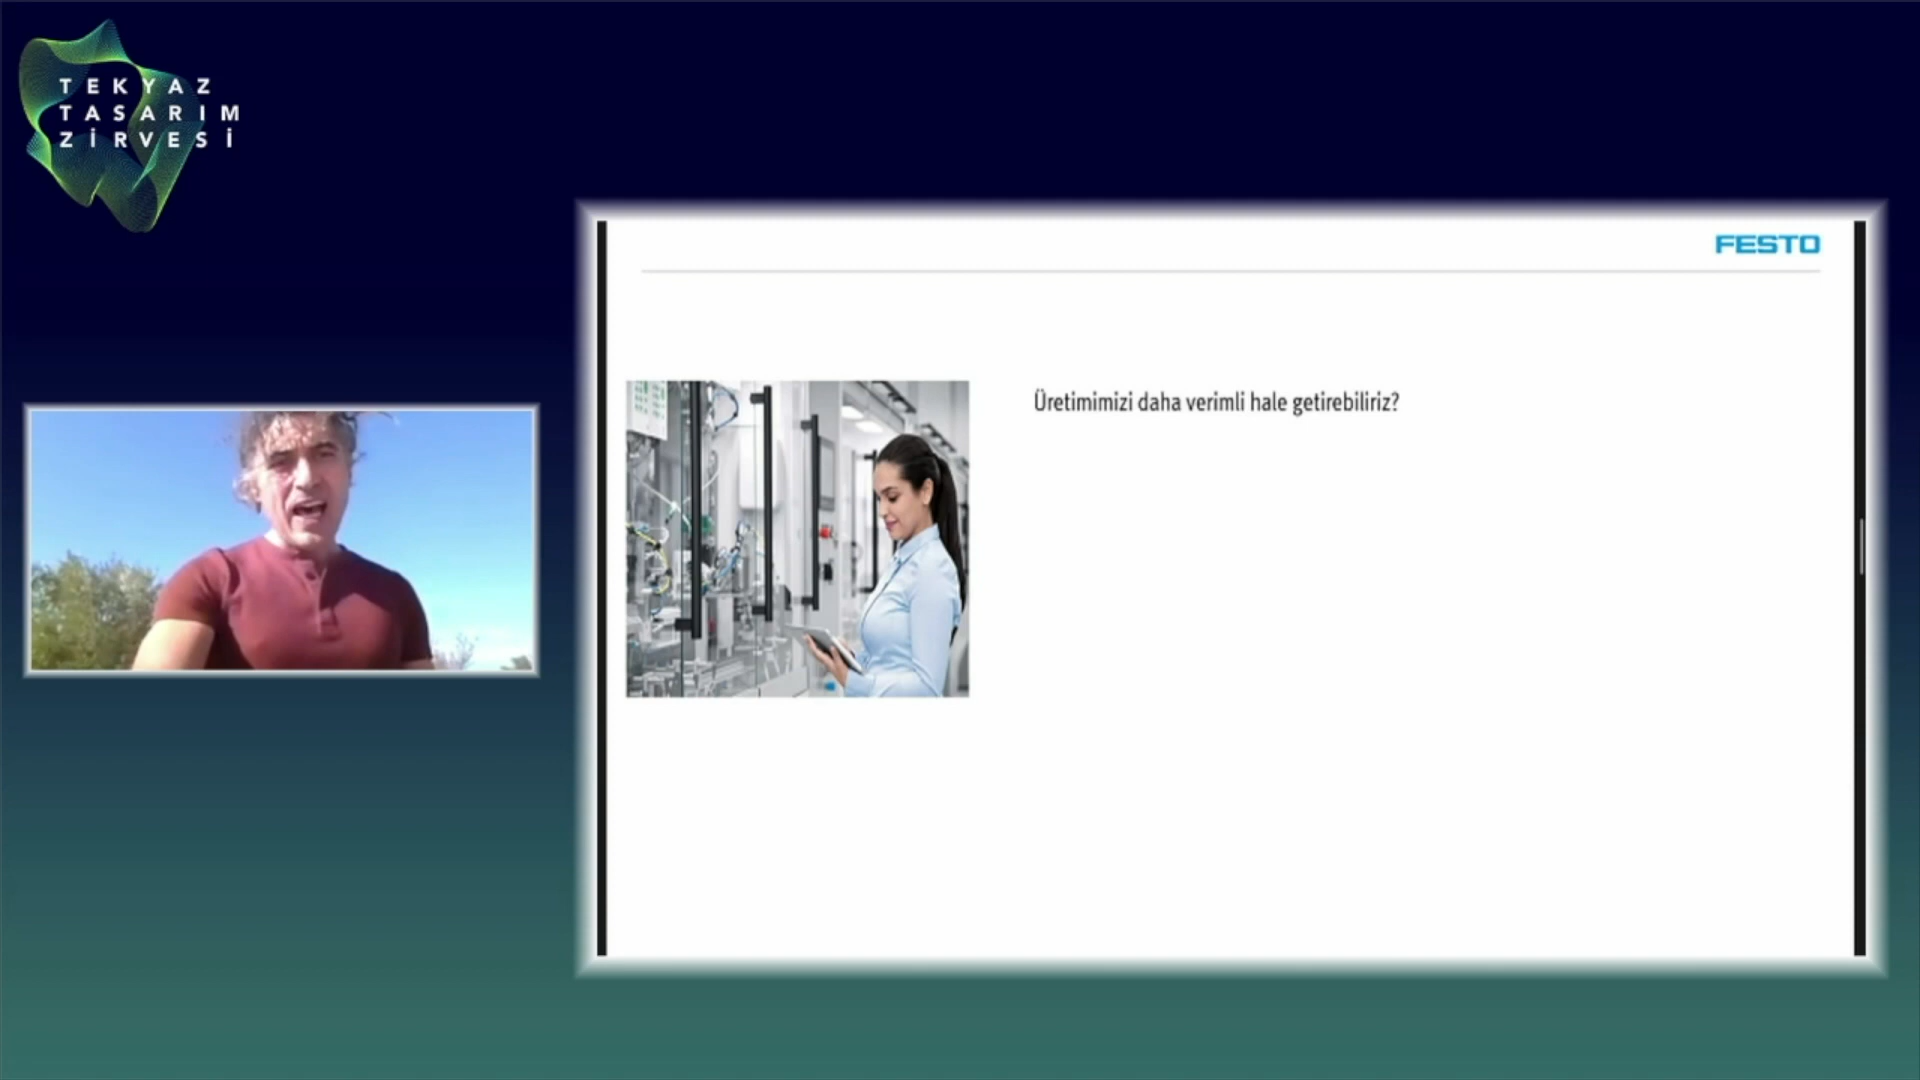 TEKYAZ
TASARIM
ZİRVESİ
FESTO
Üretimimizi daha verimli hale getirebiliriz?